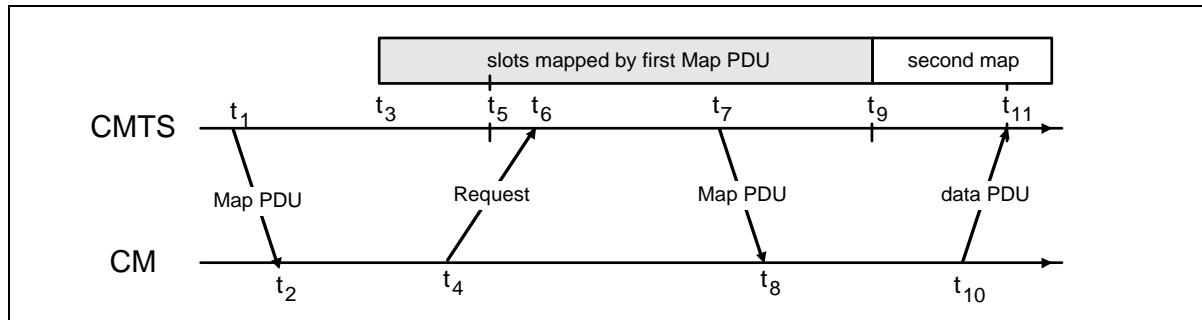 slots mapped by first Map PDU second map
t1 t3 t5 t6 t7 t9 t11
CMTS
Map PDU Request Map PDU data PDU
CM
t2 t4 t8 t10